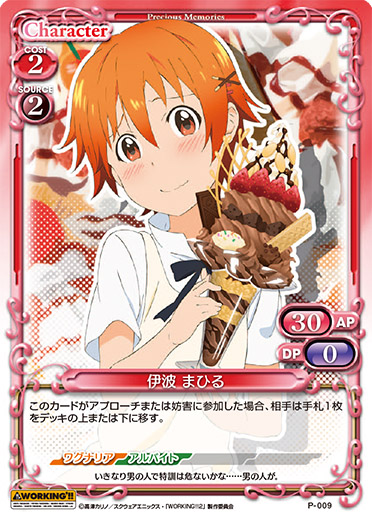 Precious Memories
Character
COST
2
SOURCE
2
30 AP
DP 0
伊波 まひる
このカードがアプローチまたは妨害に参加した場合、相手は手札1枚
をデッキの上または下に移す。
ワグナリア アルバイト
いきなり男の人で特訓は危ないかな……男の人が。
WORKING'!!
P-009
©高津カリノ/スクウェアエニックス・「WORKING'!!2」製作委員会